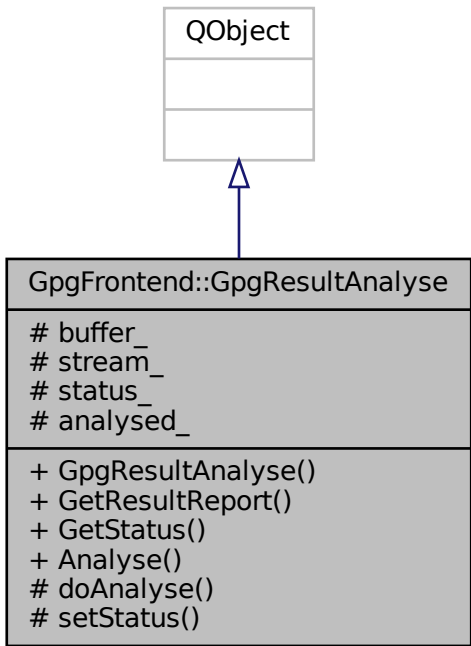 QObject
GpgFrontend::GpgResultAnalyse
# buffer_
# stream_
# status_
# analysed_
+ GpgResultAnalyse()
+ GetResultReport()
+ GetStatus()
+ Analyse()
# doAnalyse()
# setStatus()